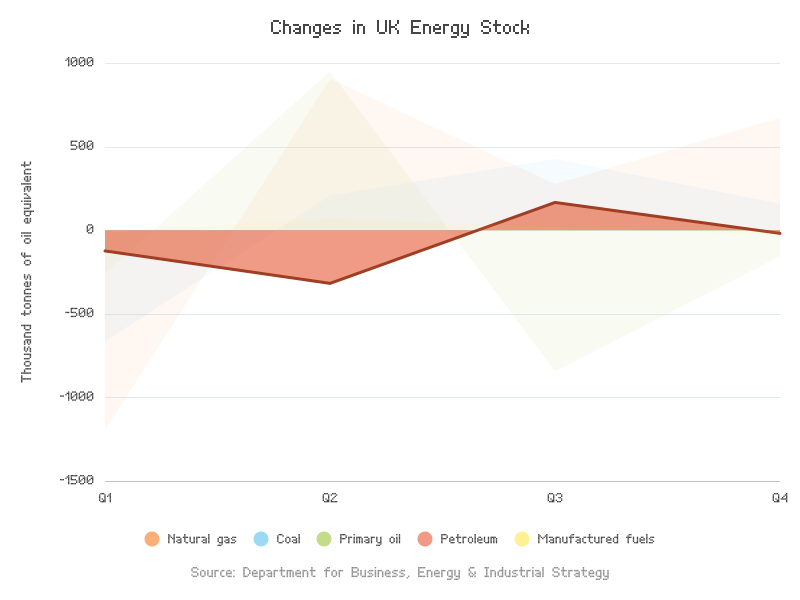 Changes in UK Energy Stock
Thousand tonnes of oil equivalent
1000
500
0
-500
-1000
-1500
Q1 Q2 Q3 Q4
Natural gas Coal Primary oil Petroleum Manufactured fuels
Source: Department for Business, Energy & Industrial Strategy